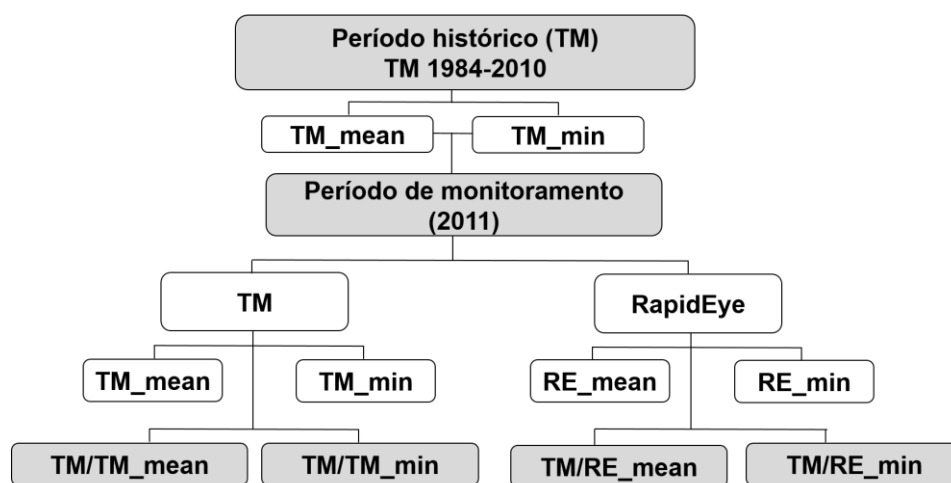 Período histórico (TM)
TM 1984-2010
TM_mean
TM_min
Período de monitoramento
(2011)
TM
RapidEye
TM_mean
TM_min
RE_mean
RE_min
TM/TM_mean
TM/TM_min
TM/RE_mean
TM/RE_min